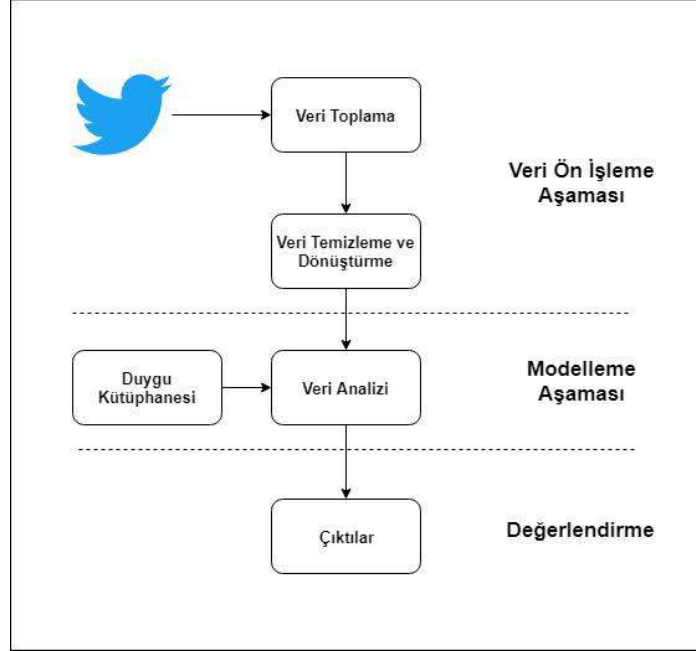 Veri Toplama
Veri Ön İşleme
Aşaması
Veri Temizleme ve
Dönüştürme
Duygu
Kütüphanesi
Veri Analizi
Modelleme
Aşaması
Çıktılar
Değerlendirme